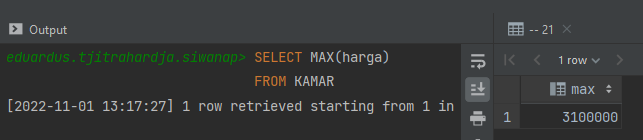 Output
eduardus.tjitrahardja.siwanap> SELECT MAX(harga)
FROM KAMAR
[2022-11-01 13:17:27] 1 row retrieved starting from 1 in
-- 21
1 row
max
1 3100000